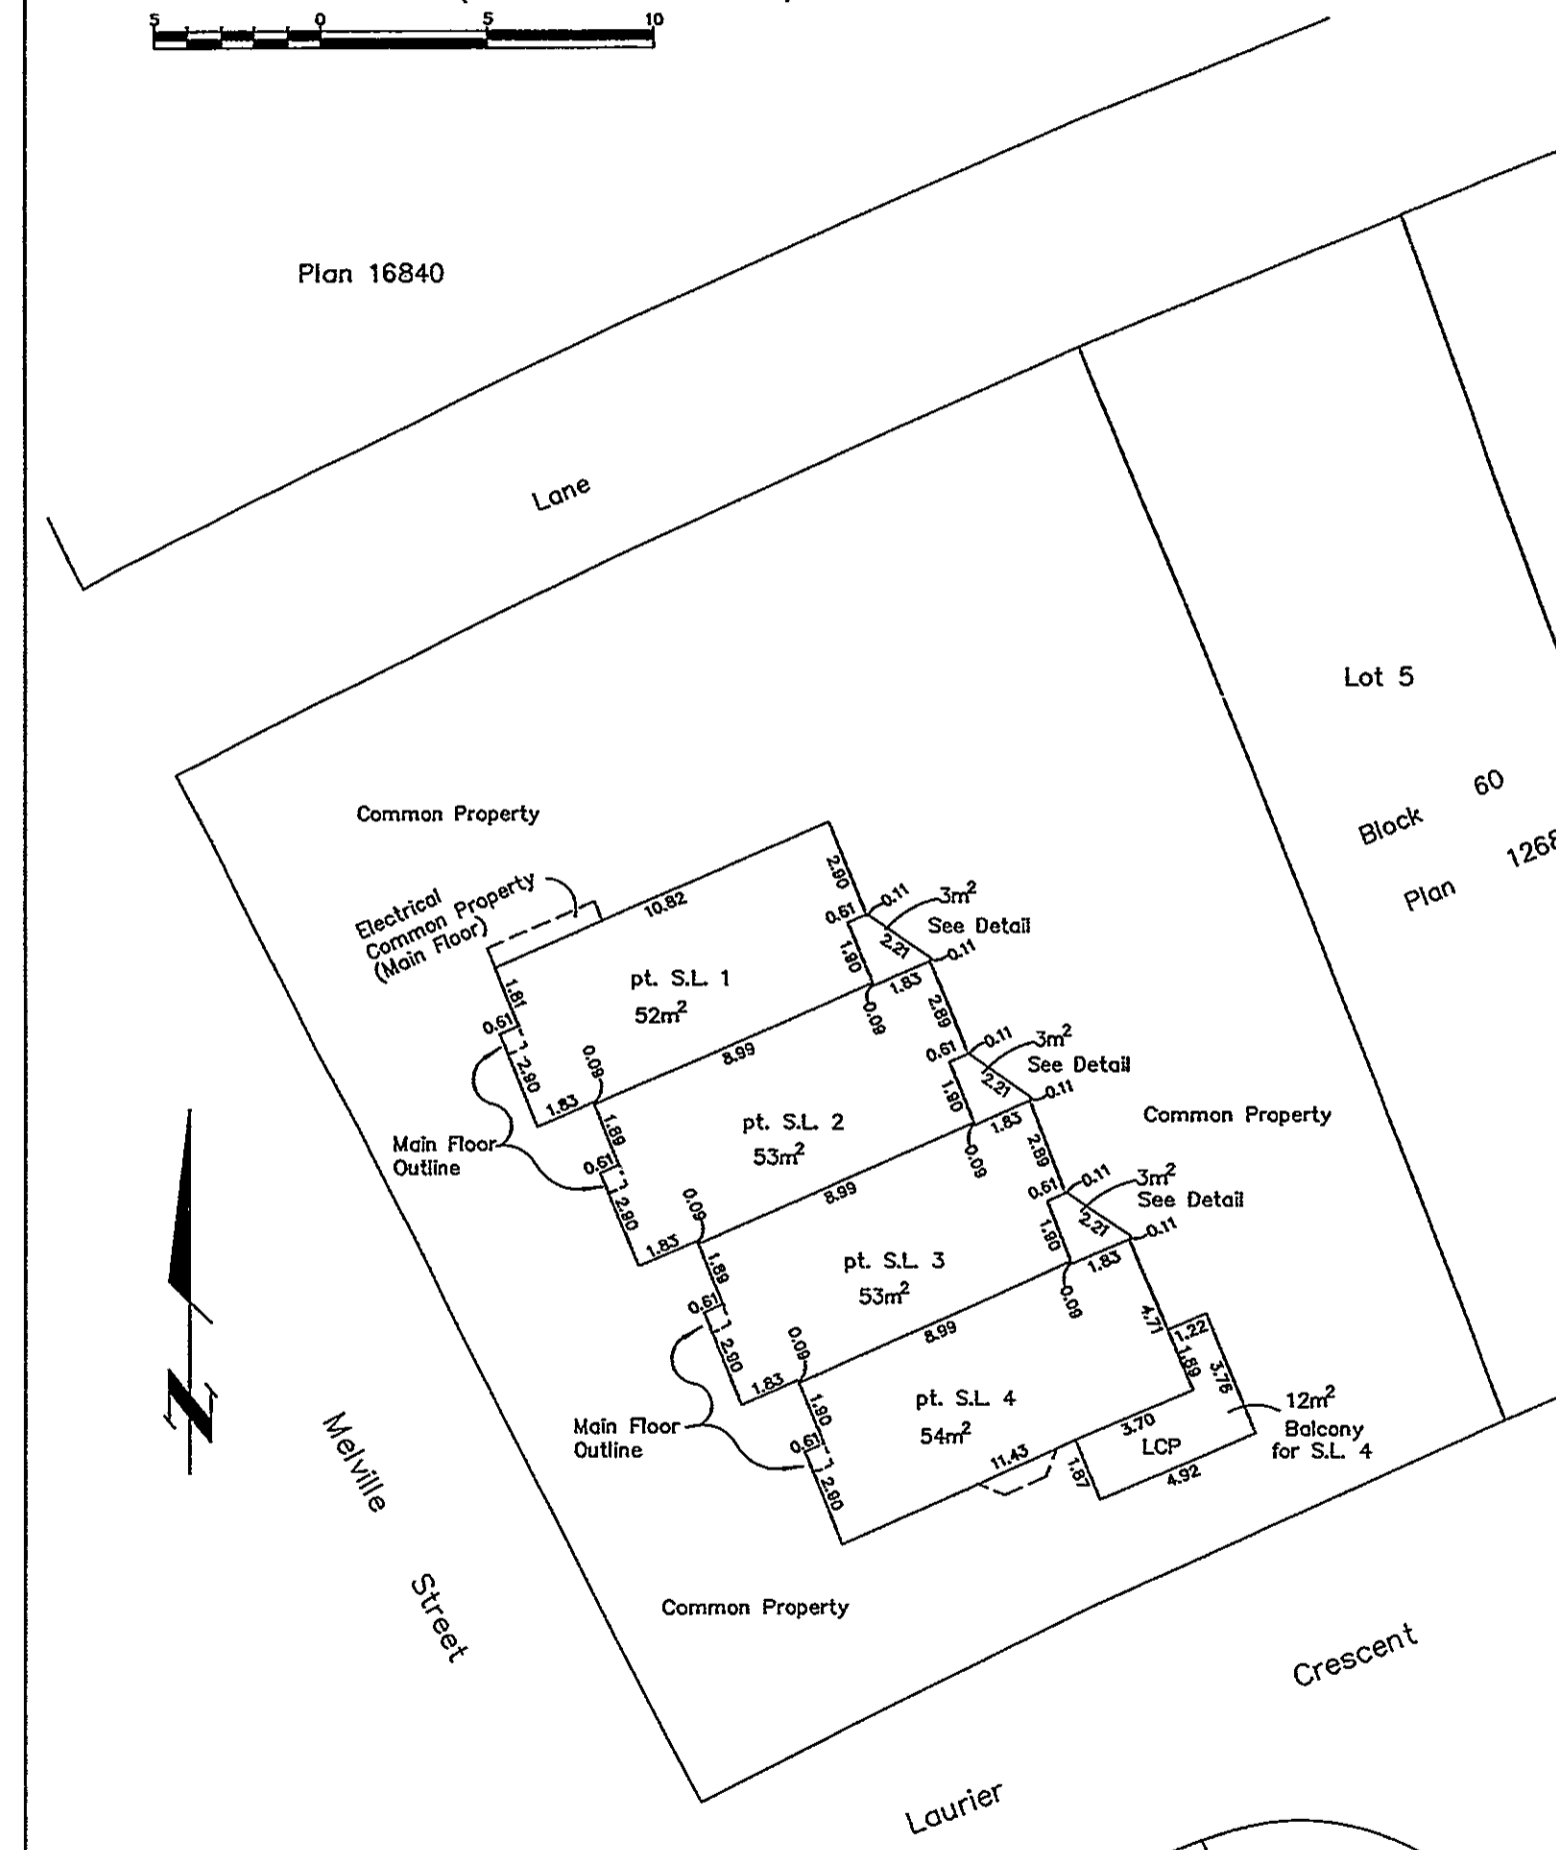 5 0 5 10
Plan 16840
Lane
Lot 5
Block 60
Plan 1268
Common Property
Electrical
Common Property
(Main Floor)
10.82
2.90
0.61
0.11
3m²
See Detail
2.21
1.90
0.11
1.83
0.09
pt. S.L. 1
52m²
1.81
0.61
2.90
1.83
0.09
8.99
2.89
0.61
0.11
3m²
See Detail
2.21
1.90
0.11
1.83
0.09
Main Floor
Outline
pt. S.L. 2
53m²
1.89
0.61
2.90
1.83
0.09
8.99
2.89
0.61
0.11
3m²
See Detail
2.21
1.90
0.11
1.83
0.09
Common Property
pt. S.L. 3
53m²
1.89
0.61
2.90
1.83
0.09
8.99
4.71
1.22
1.89
3.76
Main Floor
Outline
pt. S.L. 4
54m²
1.90
0.61
2.90
11.43
3.70
LCP
1.87
4.92
12m²
Balcony
for S.L. 4
N
Melville
Street
Common Property
Laurier
Crescent